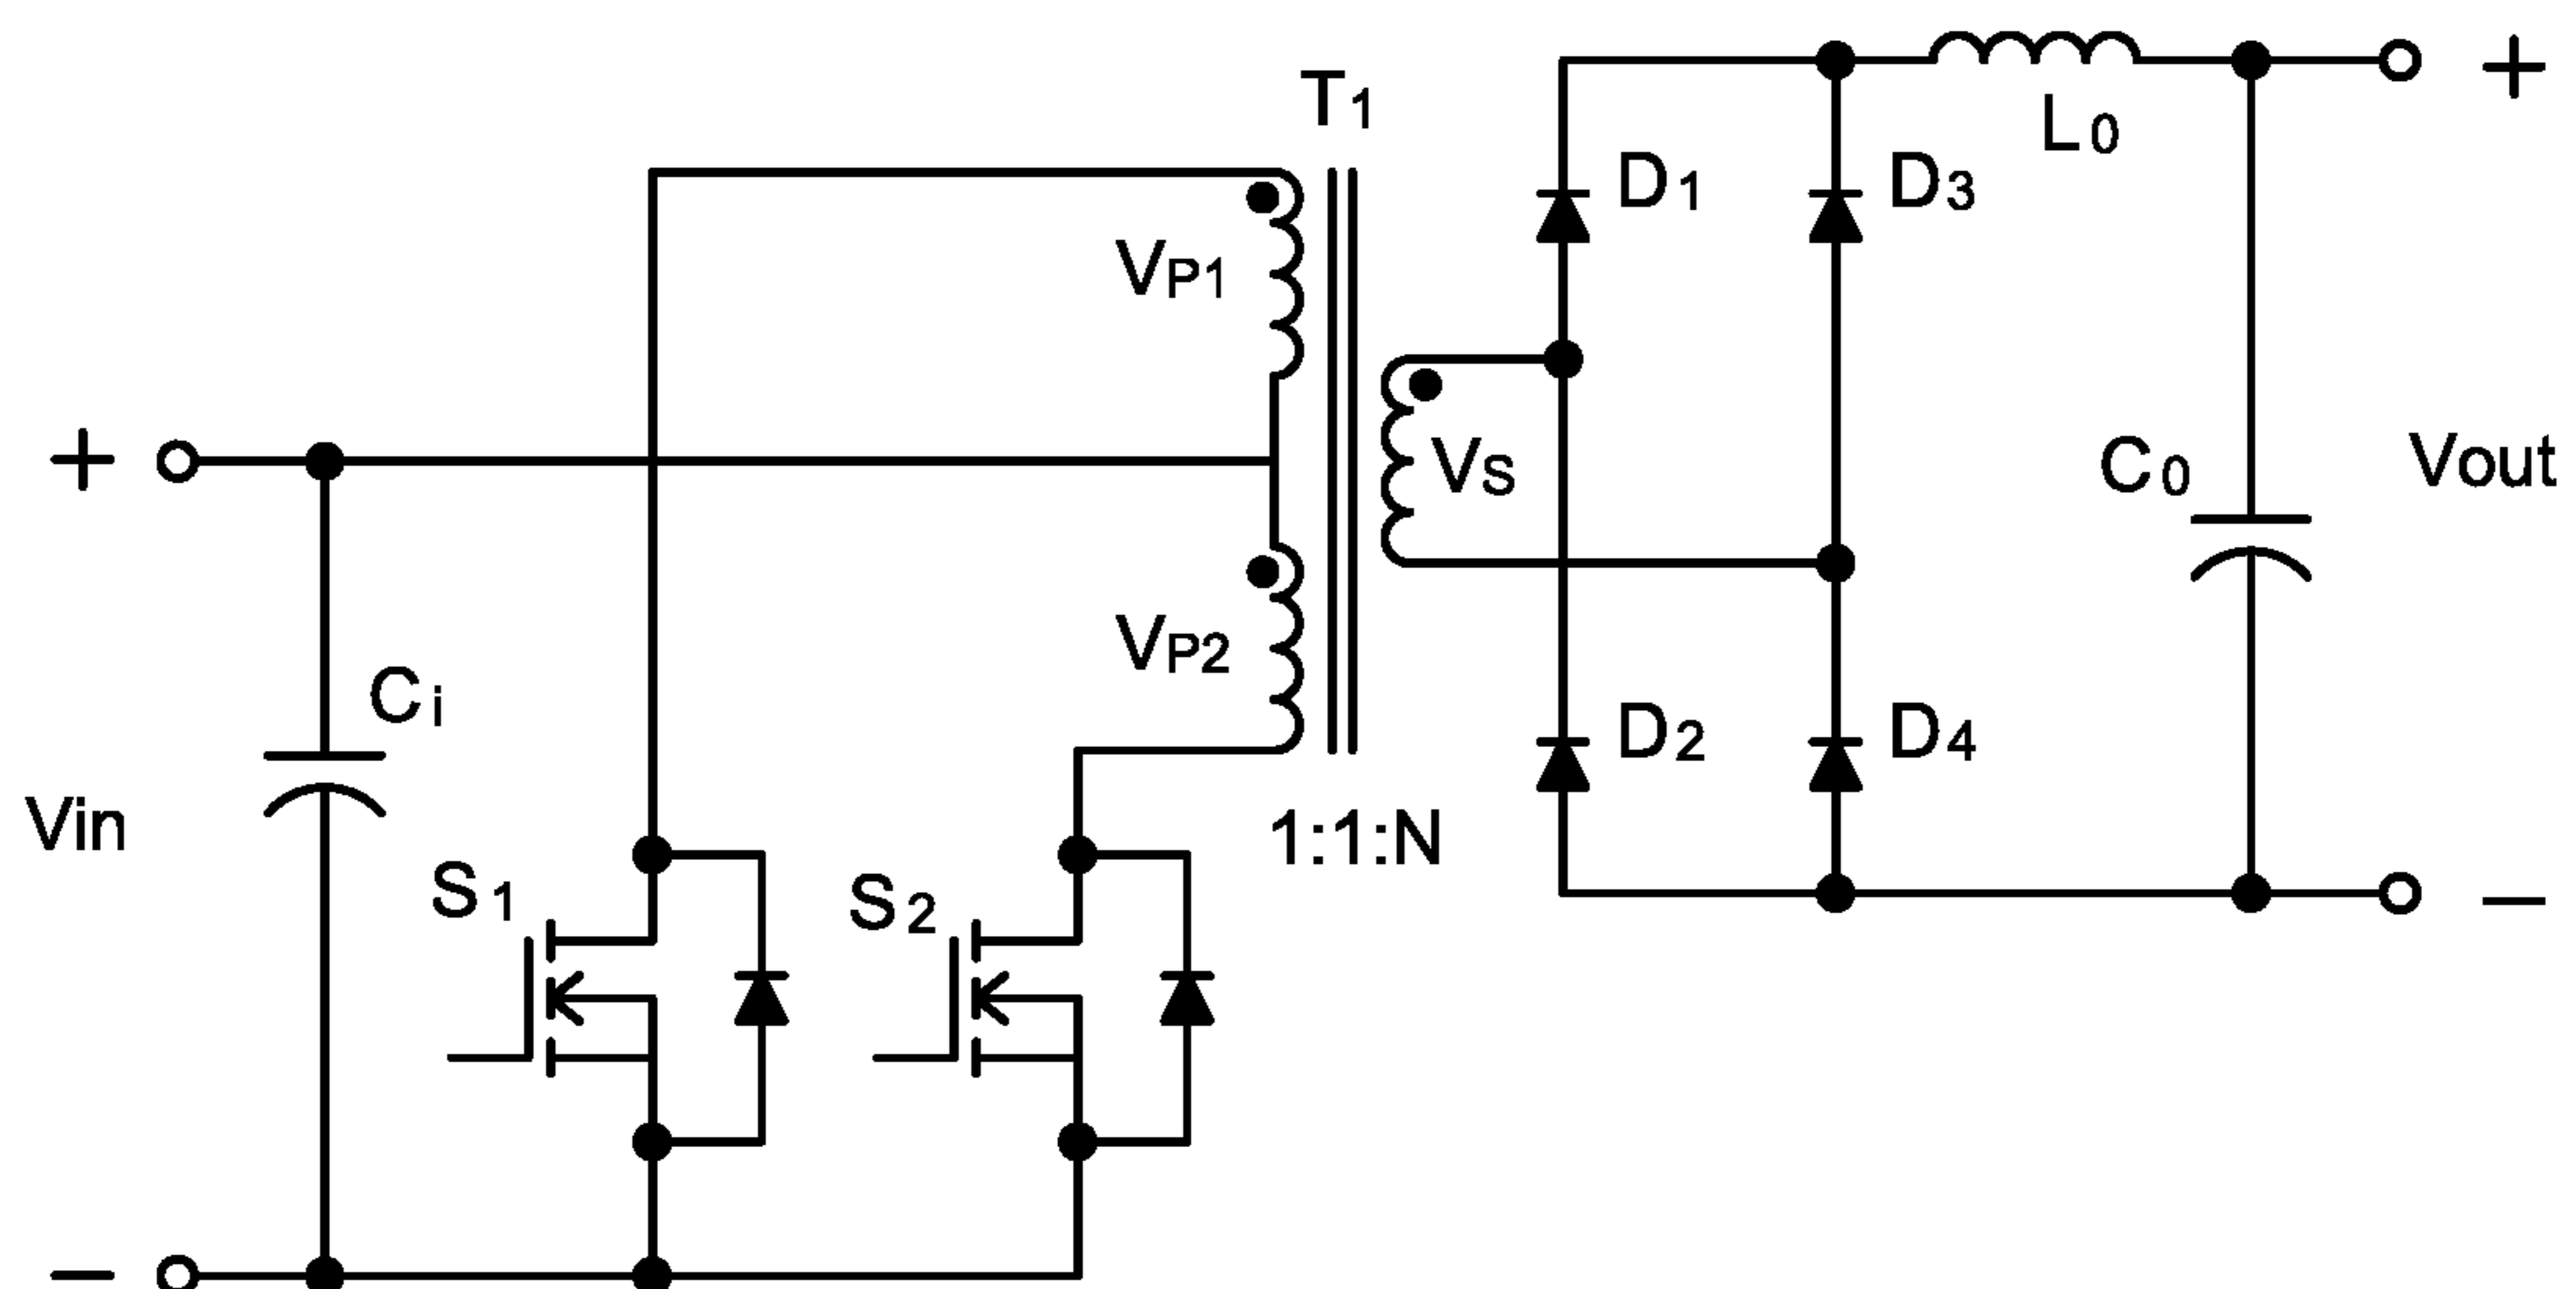 T1
L0
D1
D3
VP1
VS
+
+
C0
Vout
VP2
Ci
D2
D4
Vin
1:1:N
S1
S2
−
−